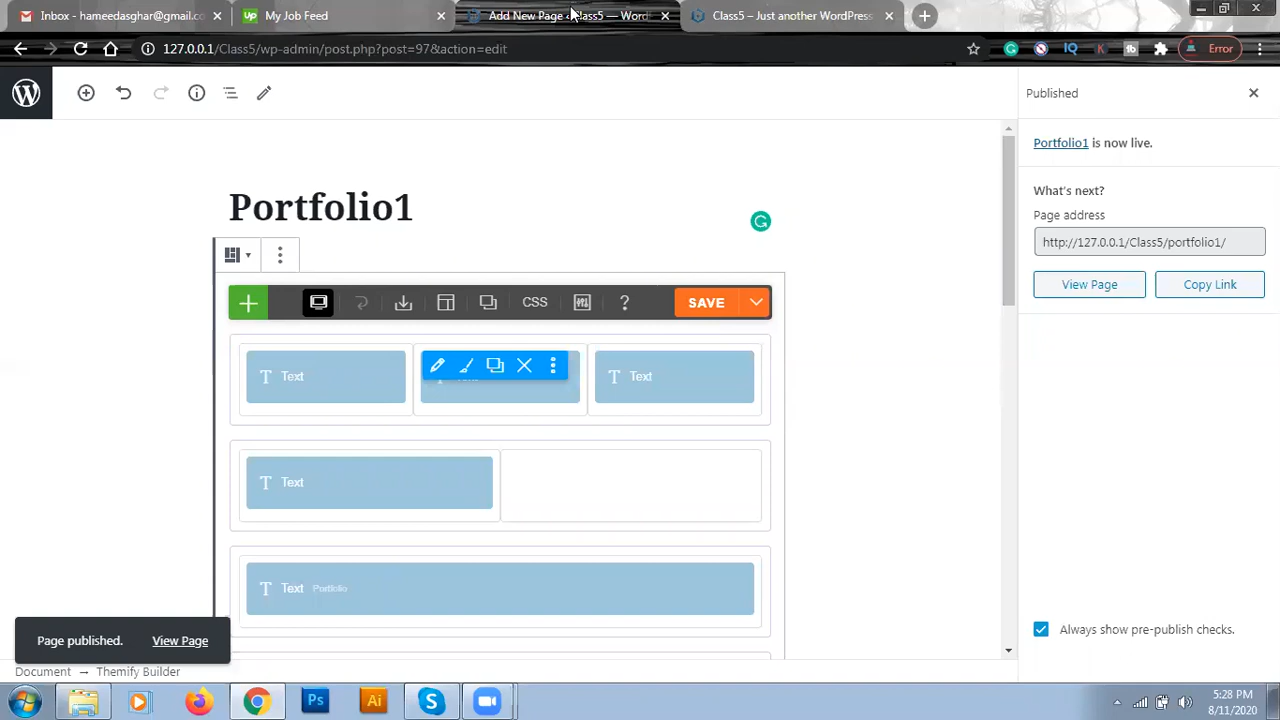 Inbox - hameedasghar@gmail
My Job Feed
Add New Page ‹ Class5 — Word
Class5 – Just another WordPress
127.0.0.1/Class5/wp-admin/post.php?post=97&action=edit
IQ
K
Error
Published
Portfolio1 is now live.
What's next?
Page address
http://127.0.0.1/Class5/portfolio1/
View Page
Copy Link
Portfolio1
CSS
?
SAVE
T Text
T Text
T Text
T Text Portfolio
Page published. View Page
Always show pre-publish checks.
Document → Themify Builder
Ps
Ai
S
5:28 PM
8/11/2020